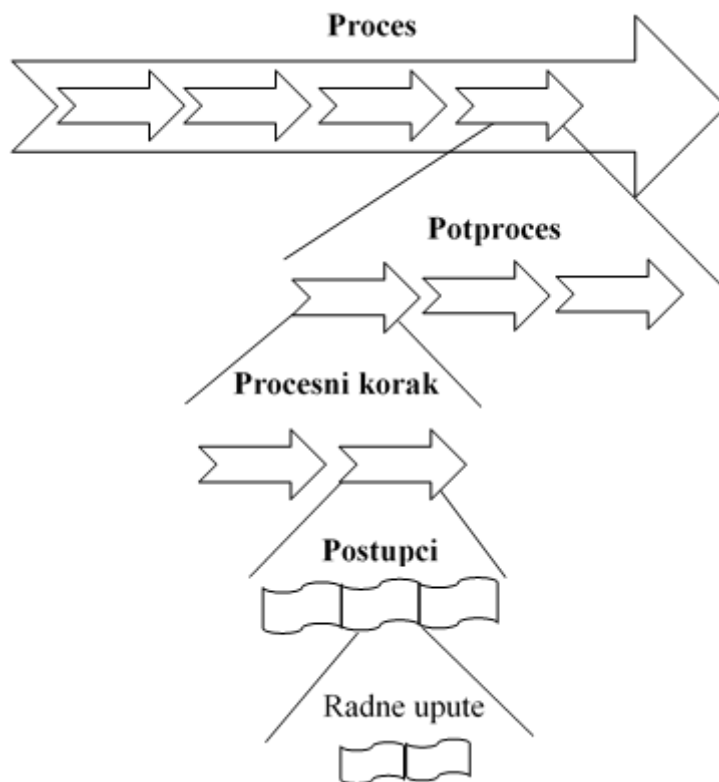 Proces
Potproces
Procesni korak
Postupci
Radne upute